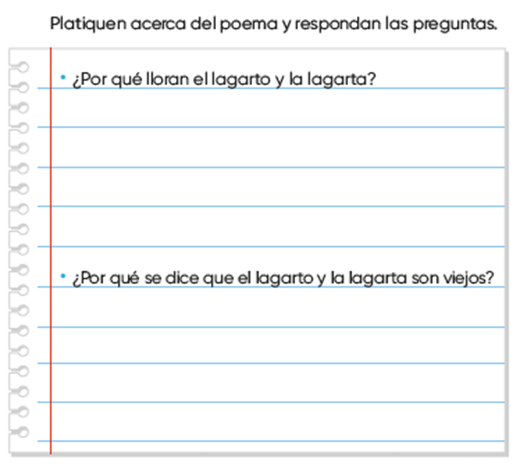 Platiquen acerca del poema y respondan las preguntas.
• ¿Por qué lloran el lagarto y la lagarta?
• ¿Por qué se dice que el lagarto y la lagarta son viejos?